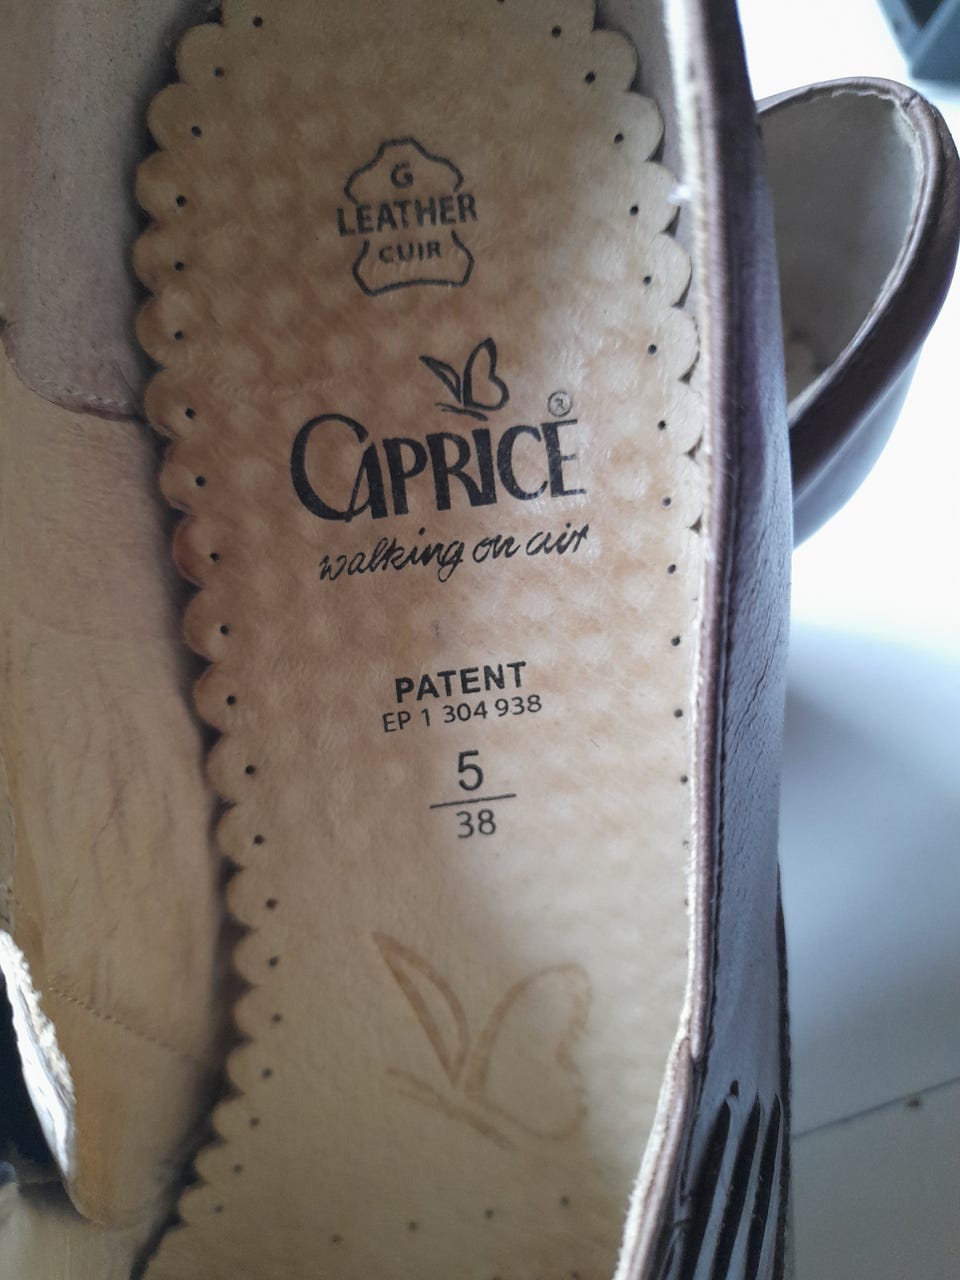 G
LEATHER
CUIR
CAPRICE ®
walking on air
PATENT
EP 1 304 938
5
38